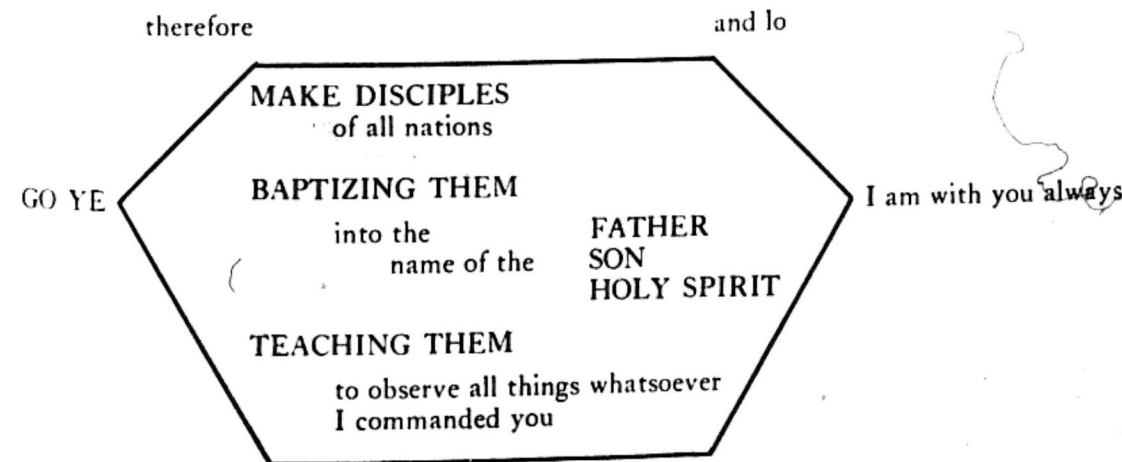 therefore
and lo
MAKE DISCIPLES
of all nations
GO YE
BAPTIZING THEM
I am with you always
into the
name of the
FATHER
SON
HOLY SPIRIT
TEACHING THEM
to observe all things whatsoever
I commanded you